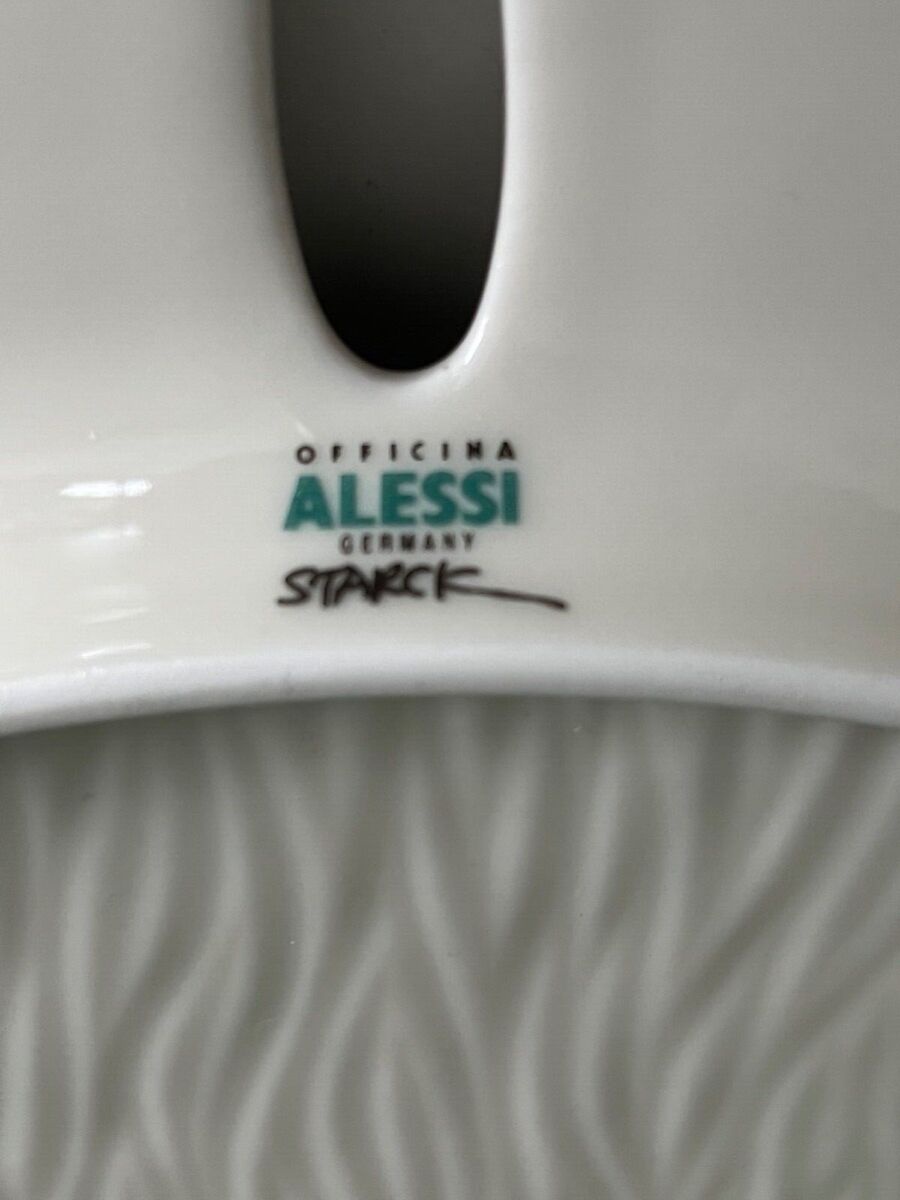 OFFICINA
ALESSI
GERMANY
STARCK